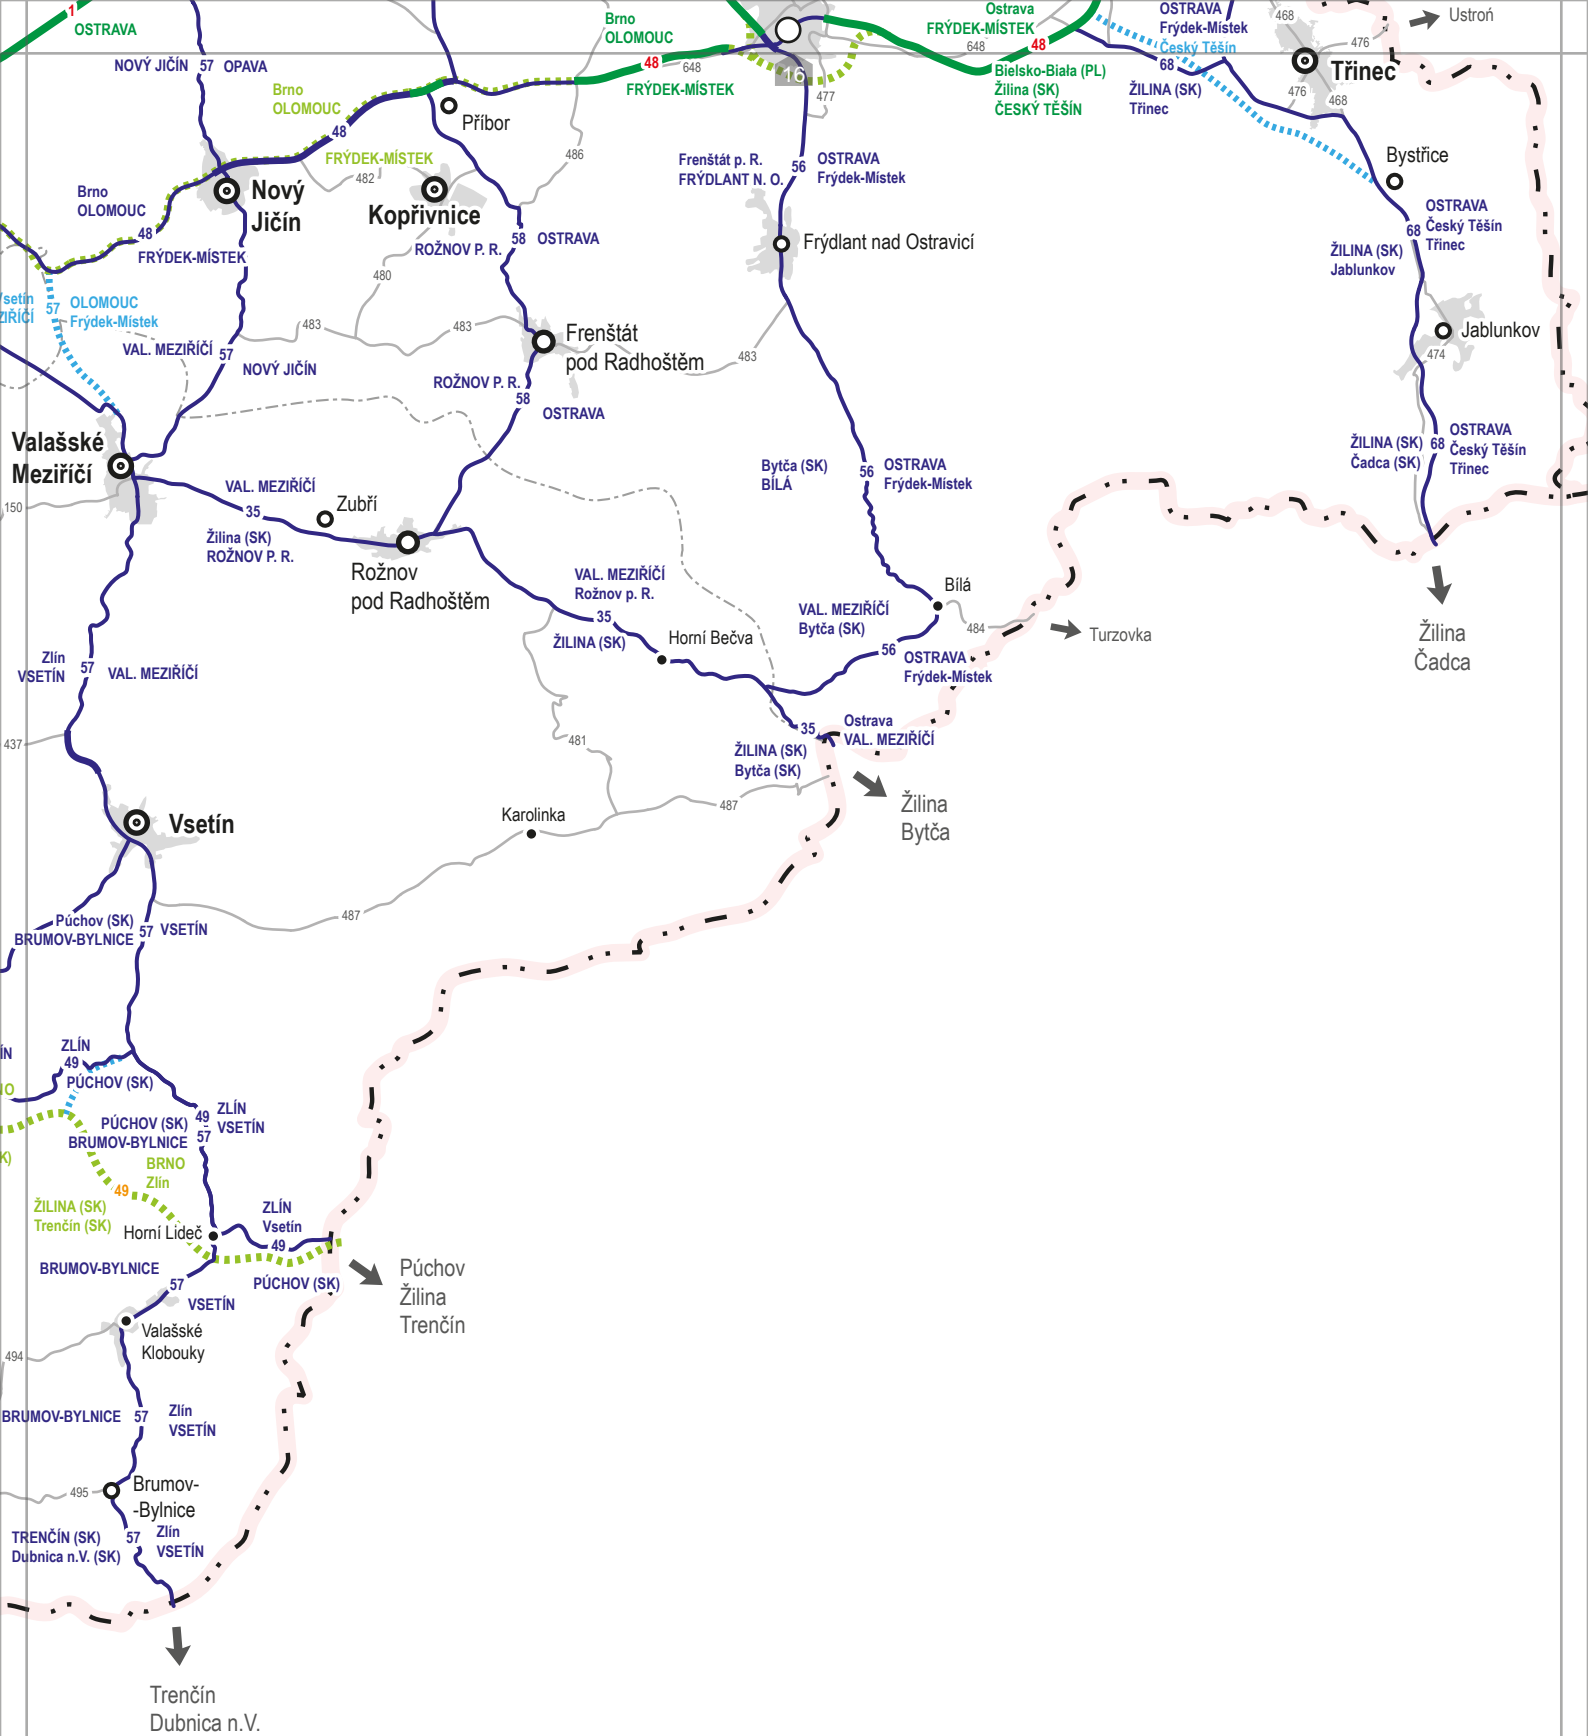 1
OSTRAVA
NOVÝ JIČÍN
57
OPAVA
Brno
OLOMOUC
48
648
FRÝDEK-MÍSTEK
16
477
Ostrava
FRÝDEK-MÍSTEK
648
48
Bielsko-Biała (PL)
Žilina (SK)
ČESKÝ TĚŠÍN
OSTRAVA
Frýdek-Místek
Český Těšín
68
ŽILINA (SK)
Třinec
468
476
Třinec
476
468
Ustroń
Brno
OLOMOUC
48
Příbor
486
FRÝDEK-MÍSTEK
482
Nový
Jičín
Kopřivnice
Brno
OLOMOUC
48
FRÝDEK-MÍSTEK
Frenštát p. R.
FRÝDLANT N. O.
56
OSTRAVA
Frýdek-Místek
Bystřice
OSTRAVA
Český Těšín
Třinec
68
ŽILINA (SK)
Jablunkov
ROŽNOV P. R.
58
OSTRAVA
Frýdlant nad Ostravicí
480
57
OLOMOUC
Frýdek-Místek
483
483
Frenštát
pod Radhoštěm
483
Jablunkov
474
VAL. MEZIŘÍČÍ
57
NOVÝ JIČÍN
ROŽNOV P. R.
58
OSTRAVA
Valašské
Meziříčí
150
VAL. MEZIŘÍČÍ
35
Žilina (SK)
ROŽNOV P. R.
Zubří
Rožnov
pod Radhoštěm
Bytča (SK)
BÍLÁ
56
OSTRAVA
Frýdek-Místek
ŽILINA (SK)
Čadca (SK)
68
OSTRAVA
Český Těšín
Třinec
VAL. MEZIŘÍČÍ
Rožnov p. R.
35
ŽILINA (SK)
Horní Bečva
VAL. MEZIŘÍČÍ
Bytča (SK)
Bílá
484
Turzovka
56
OSTRAVA
Frýdek-Místek
Žilina
Čadca
Zlín
VSETÍN
57
VAL. MEZIŘÍČÍ
437
481
35
Ostrava
VAL. MEZIŘÍČÍ
ŽILINA (SK)
Bytča (SK)
Žilina
Bytča
487
Karolinka
Vsetín
487
Púchov (SK)
BRUMOV-BYLNICE
57
VSETÍN
ZLÍN
49
PÚCHOV (SK)
PÚCHOV (SK)
BRUMOV-BYLNICE
49
57
ZLÍN
VSETÍN
BRNO
Zlín
49
ŽILINA (SK)
Trenčín (SK)
Horní Lideč
ZLÍN
Vsetín
49
PÚCHOV (SK)
Púchov
Žilina
Trenčín
BRUMOV-BYLNICE
57
VSETÍN
Valašské
Klobouky
494
BRUMOV-BYLNICE
57
Zlín
VSETÍN
495
Brumov-
-Bylnice
TRENČÍN (SK)
Dubnica n.V. (SK)
57
Zlín
VSETÍN
Trenčín
Dubnica n.V.